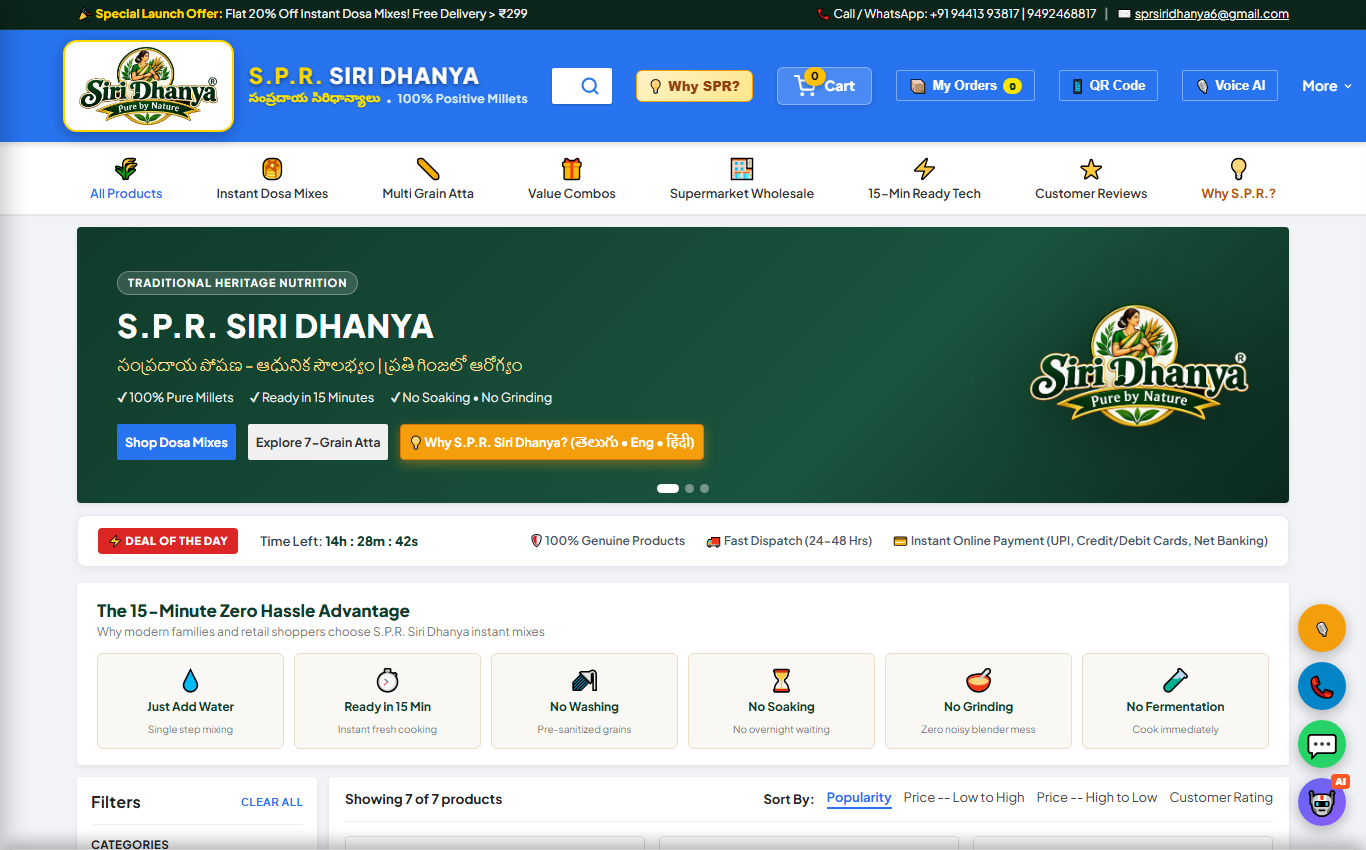 Special Launch Offer: Flat 20% Off Instant Dosa Mixes! Free Delivery > ₹299
Call / WhatsApp: +91 94413 93817 | 9492468817 | sprsiridhanya6@gmail.com
Siri Dhanya®
Pure by Nature
S.P.R. SIRI DHANYA
సంప్రదాయ సిరిధాన్యాలు • 100% Positive Millets
Why SPR?
0
Cart
My Orders 0
QR Code
Voice AI
More
All Products
Instant Dosa Mixes
Multi Grain Atta
Value Combos
Supermarket Wholesale
15-Min Ready Tech
Customer Reviews
Why S.P.R.?
TRADITIONAL HERITAGE NUTRITION
S.P.R. SIRI DHANYA
సంప్రదాయ పోషణ - ఆధునిక సౌలభ్యం | ప్రతి గింజలో ఆరోగ్యం
✓ 100% Pure Millets ✓ Ready in 15 Minutes ✓ No Soaking • No Grinding
Shop Dosa Mixes
Explore 7-Grain Atta
Why S.P.R. Siri Dhanya? (తెలుగు • Eng • हिंदी)
Siri Dhanya®
Pure by Nature
DEAL OF THE DAY
Time Left: 14h : 28m : 42s
100% Genuine Products
Fast Dispatch (24-48 Hrs)
Instant Online Payment (UPI, Credit/Debit Cards, Net Banking)
The 15-Minute Zero Hassle Advantage
Why modern families and retail shoppers choose S.P.R. Siri Dhanya instant mixes
Just Add Water
Single step mixing
Ready in 15 Min
Instant fresh cooking
No Washing
Pre-sanitized grains
No Soaking
No overnight waiting
No Grinding
Zero noisy blender mess
No Fermentation
Cook immediately
AI
Filters
CLEAR ALL
CATEGORIES
Showing 7 of 7 products
Sort By: Popularity Price -- Low to High Price -- High to Low Customer Rating